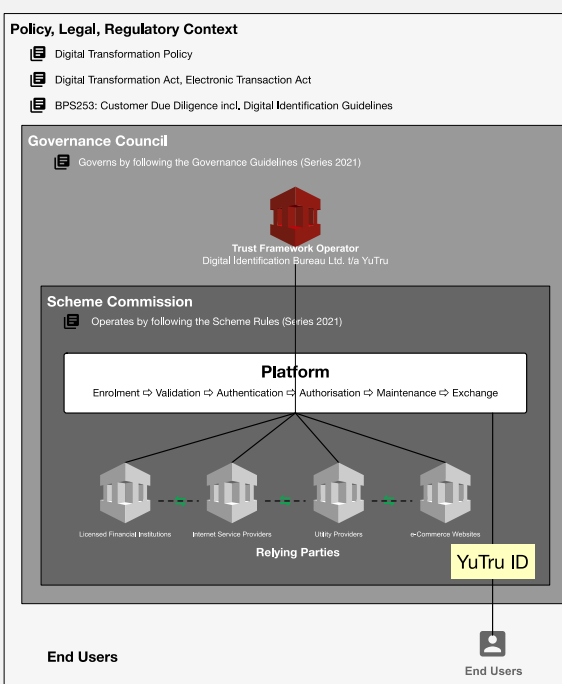 Policy, Legal, Regulatory Context
Digital Transformation Policy
Digital Transformation Act, Electronic Transaction Act
BPS253: Customer Due Diligence incl. Digital Identification Guidelines
Governance Council
Governs by following the Governance Guidelines (Series 2021)
Trust Framework Operator
Digital Identification Bureau Ltd. t/a YuTru
Scheme Commission
Operates by following the Scheme Rules (Series 2021)
Platform
Enrolment ⇨ Validation ⇨ Authentication ⇨ Authorisation ⇨ Maintenance ⇨ Exchange
Licensed Financial Institutions
Internet Service Providers
Utility Providers
e-Commerce Websites
Relying Parties
YuTru ID
End Users
End Users